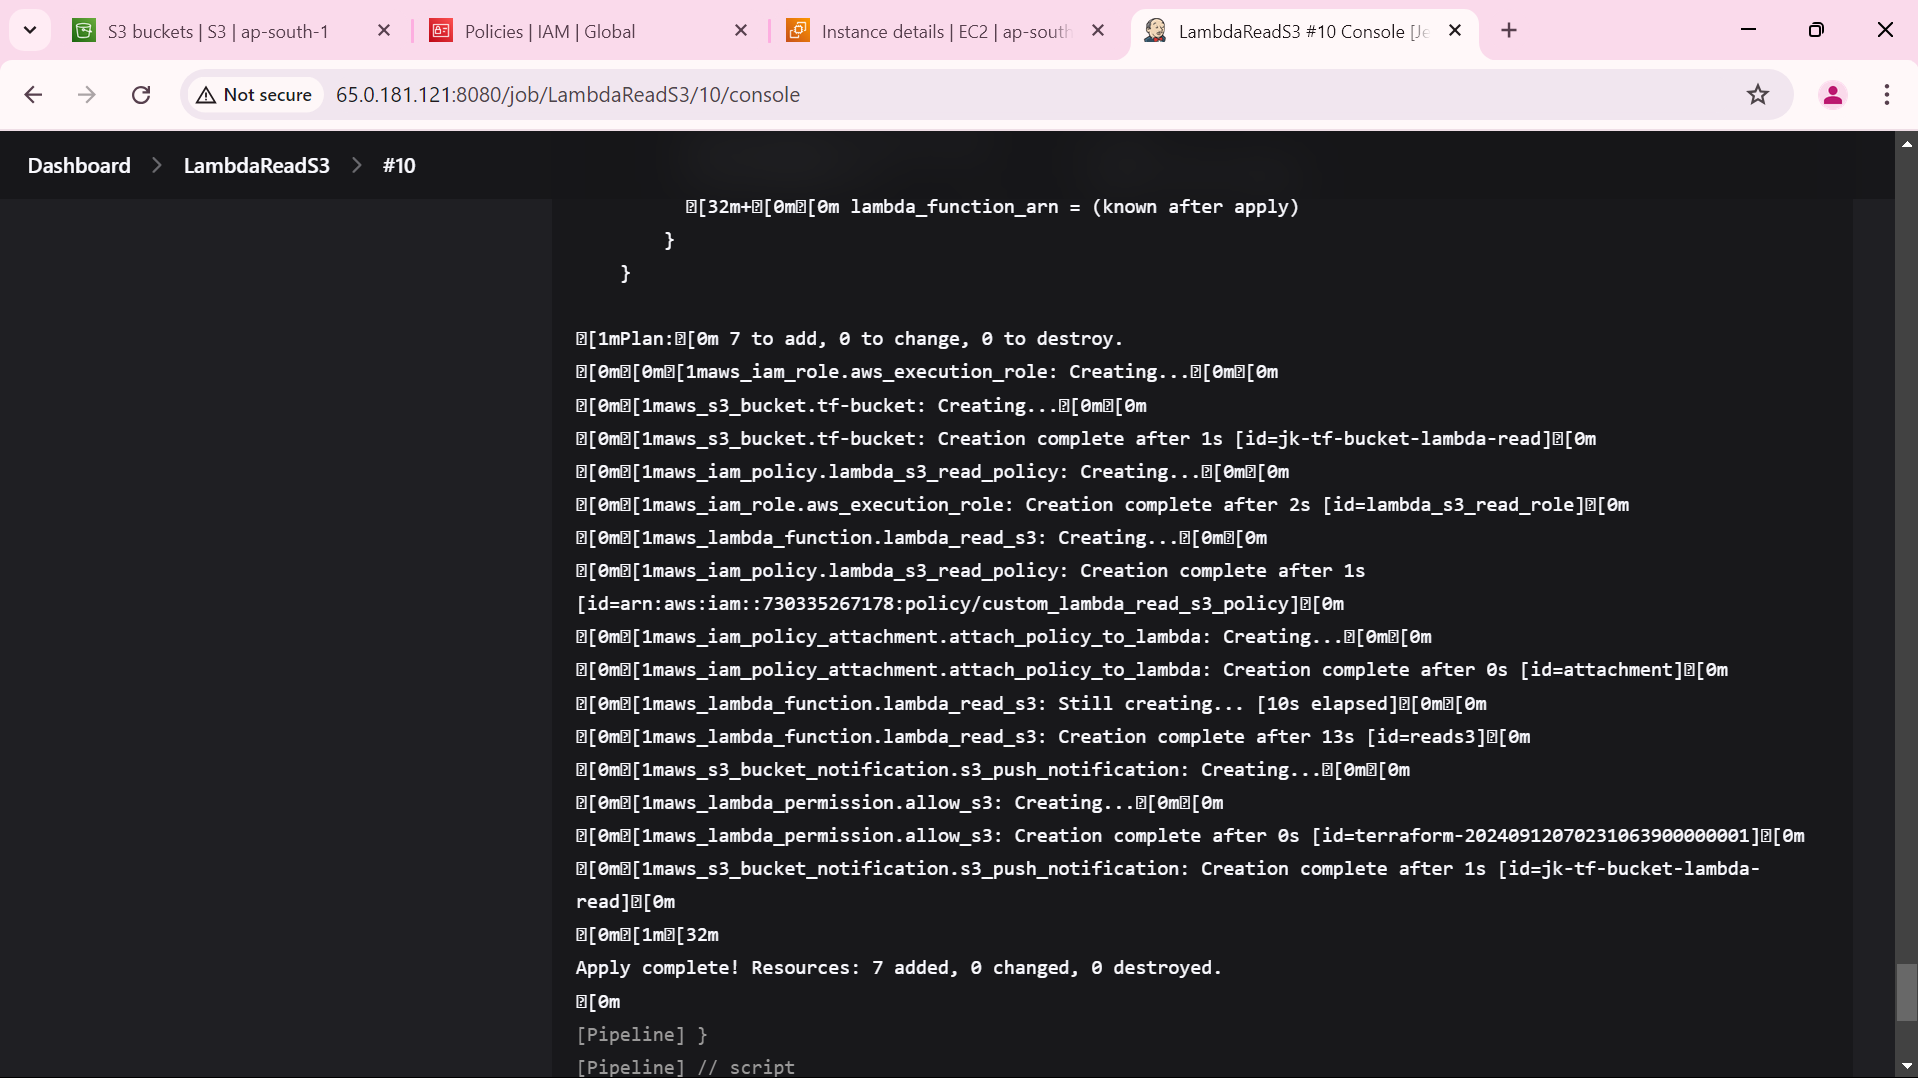 S3 buckets | S3 | ap-south-1
Policies | IAM | Global
Instance details | EC2 | ap-south
LambdaReadS3 #10 Console [Je
Not secure 65.0.181.121:8080/job/LambdaReadS3/10/console
Dashboard > LambdaReadS3 > #10
[32m+[0m[0m lambda_function_arn = (known after apply)
}
}
[1mPlan:[0m 7 to add, 0 to change, 0 to destroy.
[0m[0m[1maws_iam_role.aws_execution_role: Creating...[0m[0m
[0m[1maws_s3_bucket.tf-bucket: Creating...[0m[0m
[0m[1maws_s3_bucket.tf-bucket: Creation complete after 1s [id=jk-tf-bucket-lambda-read][0m
[0m[1maws_iam_policy.lambda_s3_read_policy: Creating...[0m[0m
[0m[1maws_iam_role.aws_execution_role: Creation complete after 2s [id=lambda_s3_read_role][0m
[0m[1maws_lambda_function.lambda_read_s3: Creating...[0m[0m
[0m[1maws_iam_policy.lambda_s3_read_policy: Creation complete after 1s
[id=arn:aws:iam::730335267178:policy/custom_lambda_read_s3_policy][0m
[0m[1maws_iam_policy_attachment.attach_policy_to_lambda: Creating...[0m[0m
[0m[1maws_iam_policy_attachment.attach_policy_to_lambda: Creation complete after 0s [id=attachment][0m
[0m[1maws_lambda_function.lambda_read_s3: Still creating... [10s elapsed][0m[0m
[0m[1maws_lambda_function.lambda_read_s3: Creation complete after 13s [id=reads3][0m
[0m[1maws_s3_bucket_notification.s3_push_notification: Creating...[0m[0m
[0m[1maws_lambda_permission.allow_s3: Creating...[0m[0m
[0m[1maws_lambda_permission.allow_s3: Creation complete after 0s [id=terraform-20240912070231063900000001][0m
[0m[1maws_s3_bucket_notification.s3_push_notification: Creation complete after 1s [id=jk-tf-bucket-lambda-
read][0m
[0m[1m[32m
Apply complete! Resources: 7 added, 0 changed, 0 destroyed.
[0m
[Pipeline] }
[Pipeline] // script